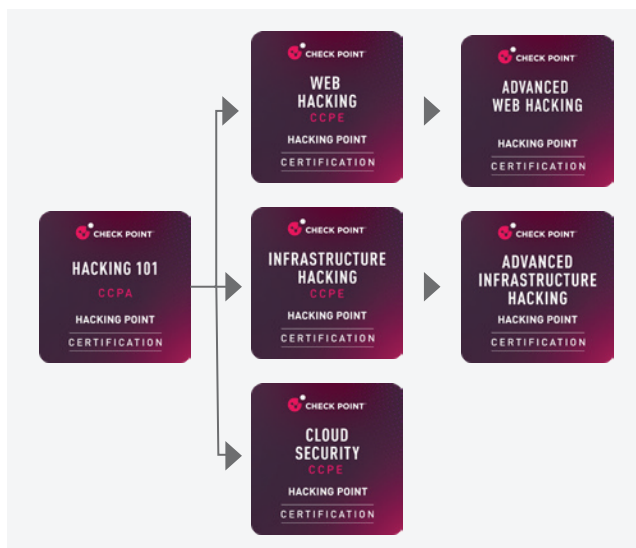 CHECK POINT
HACKING 101
CCPA
HACKING POINT
CERTIFICATION
CHECK POINT
WEB
HACKING
CCPE
HACKING POINT
CERTIFICATION
CHECK POINT
ADVANCED
WEB HACKING
HACKING POINT
CERTIFICATION
CHECK POINT
INFRASTRUCTURE
HACKING
CCPE
HACKING POINT
CERTIFICATION
CHECK POINT
ADVANCED
INFRASTRUCTURE
HACKING
HACKING POINT
CERTIFICATION
CHECK POINT
CLOUD
SECURITY
CCPE
HACKING POINT
CERTIFICATION